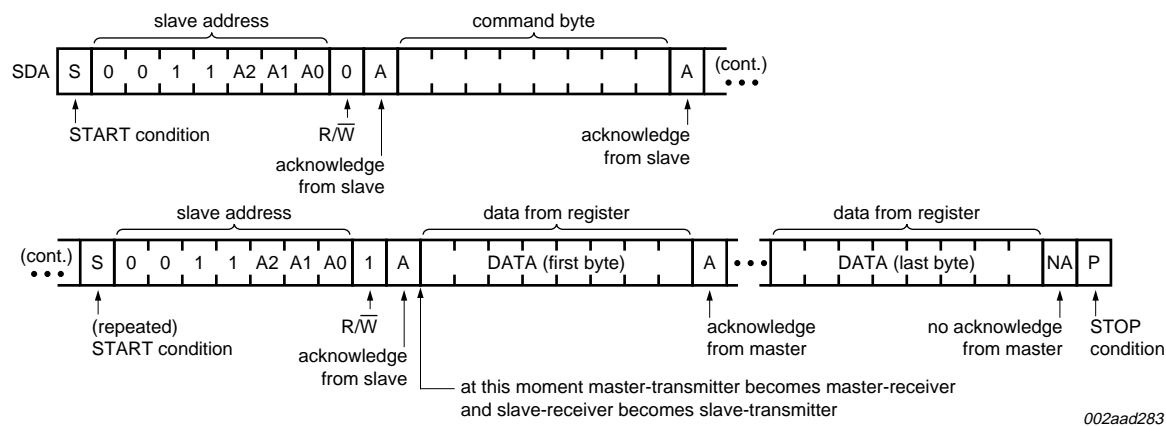 slave address command byte
SDA S 0 0 1 1 A2 A1 A0 0 A A (cont.)
START condition R/W̅ acknowledge from slave acknowledge from slave
slave address data from register data from register
(cont.) S 0 0 1 1 A2 A1 A0 1 A DATA (first byte) A DATA (last byte) NA P
(repeated) START condition R/W̅ acknowledge from slave acknowledge from master no acknowledge from master STOP condition
at this moment master-transmitter becomes master-receiver
and slave-receiver becomes slave-transmitter
002aad283